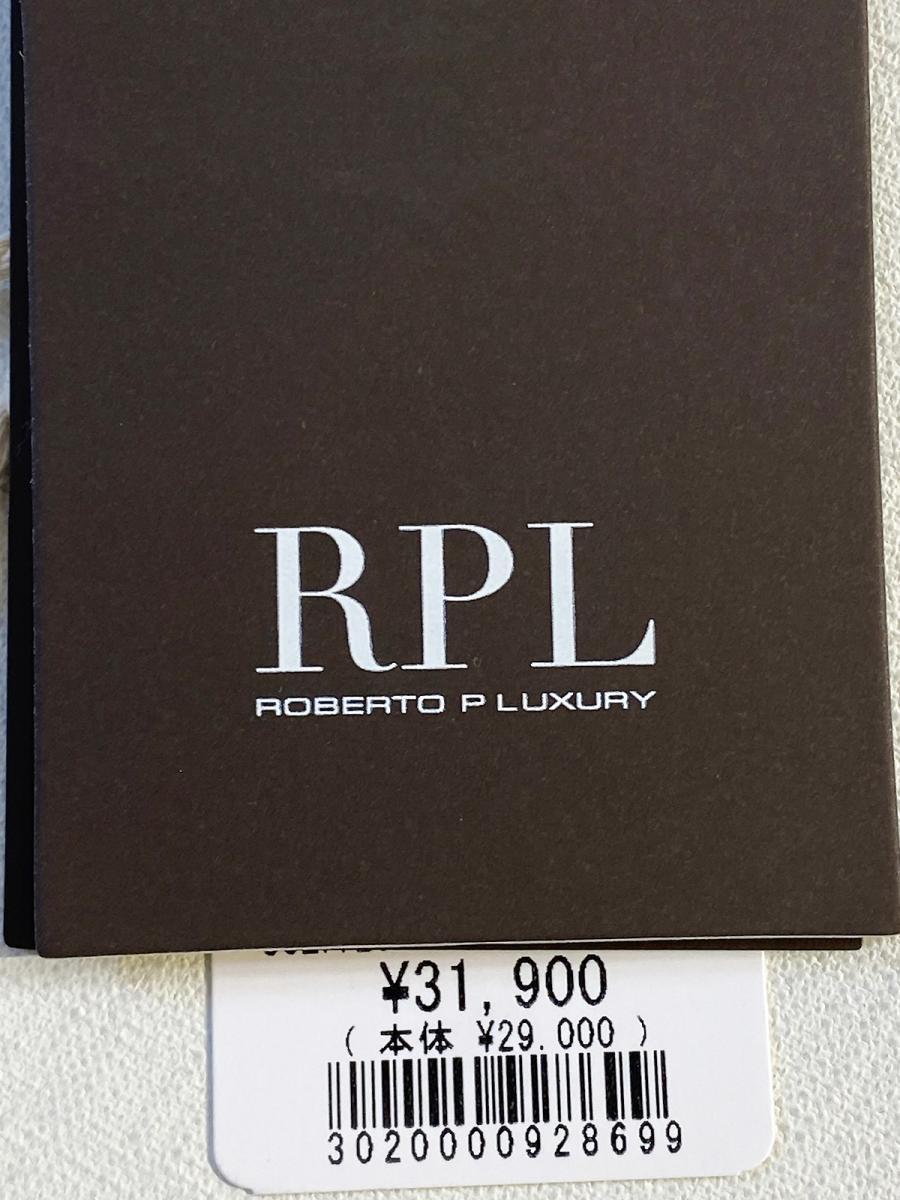 RPL
ROBERTO P LUXURY
¥31,900
( 本体 ¥29.000 )
3020000928699